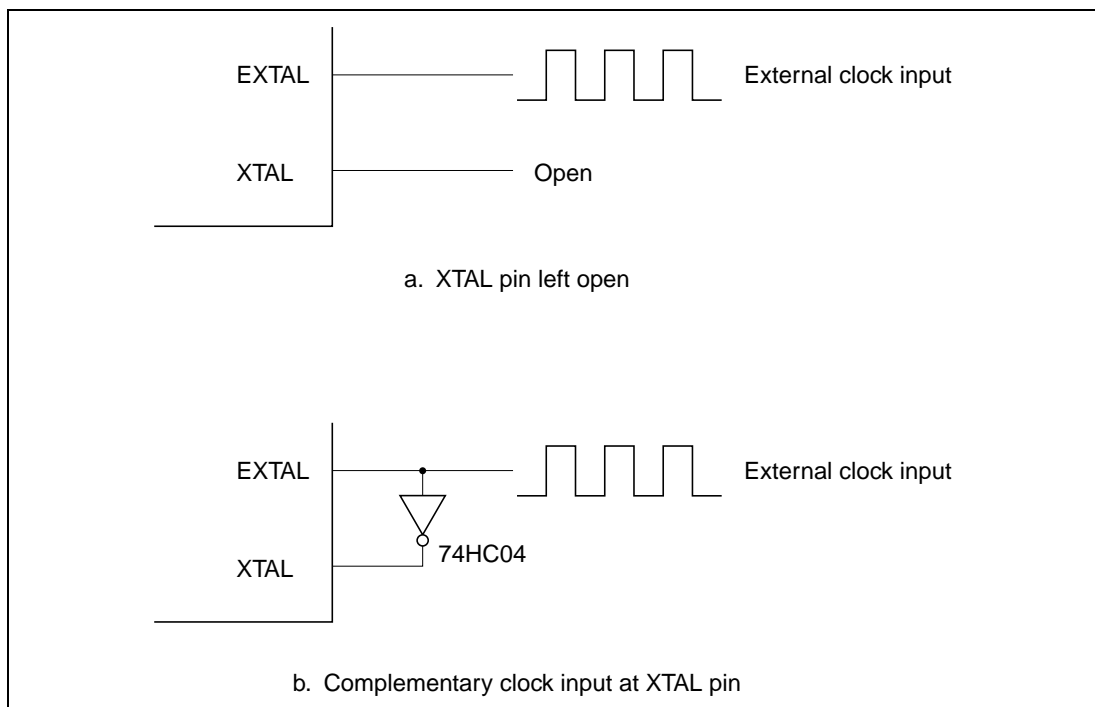 EXTAL
External clock input
XTAL
Open
a. XTAL pin left open
EXTAL
External clock input
74HC04
XTAL
b. Complementary clock input at XTAL pin